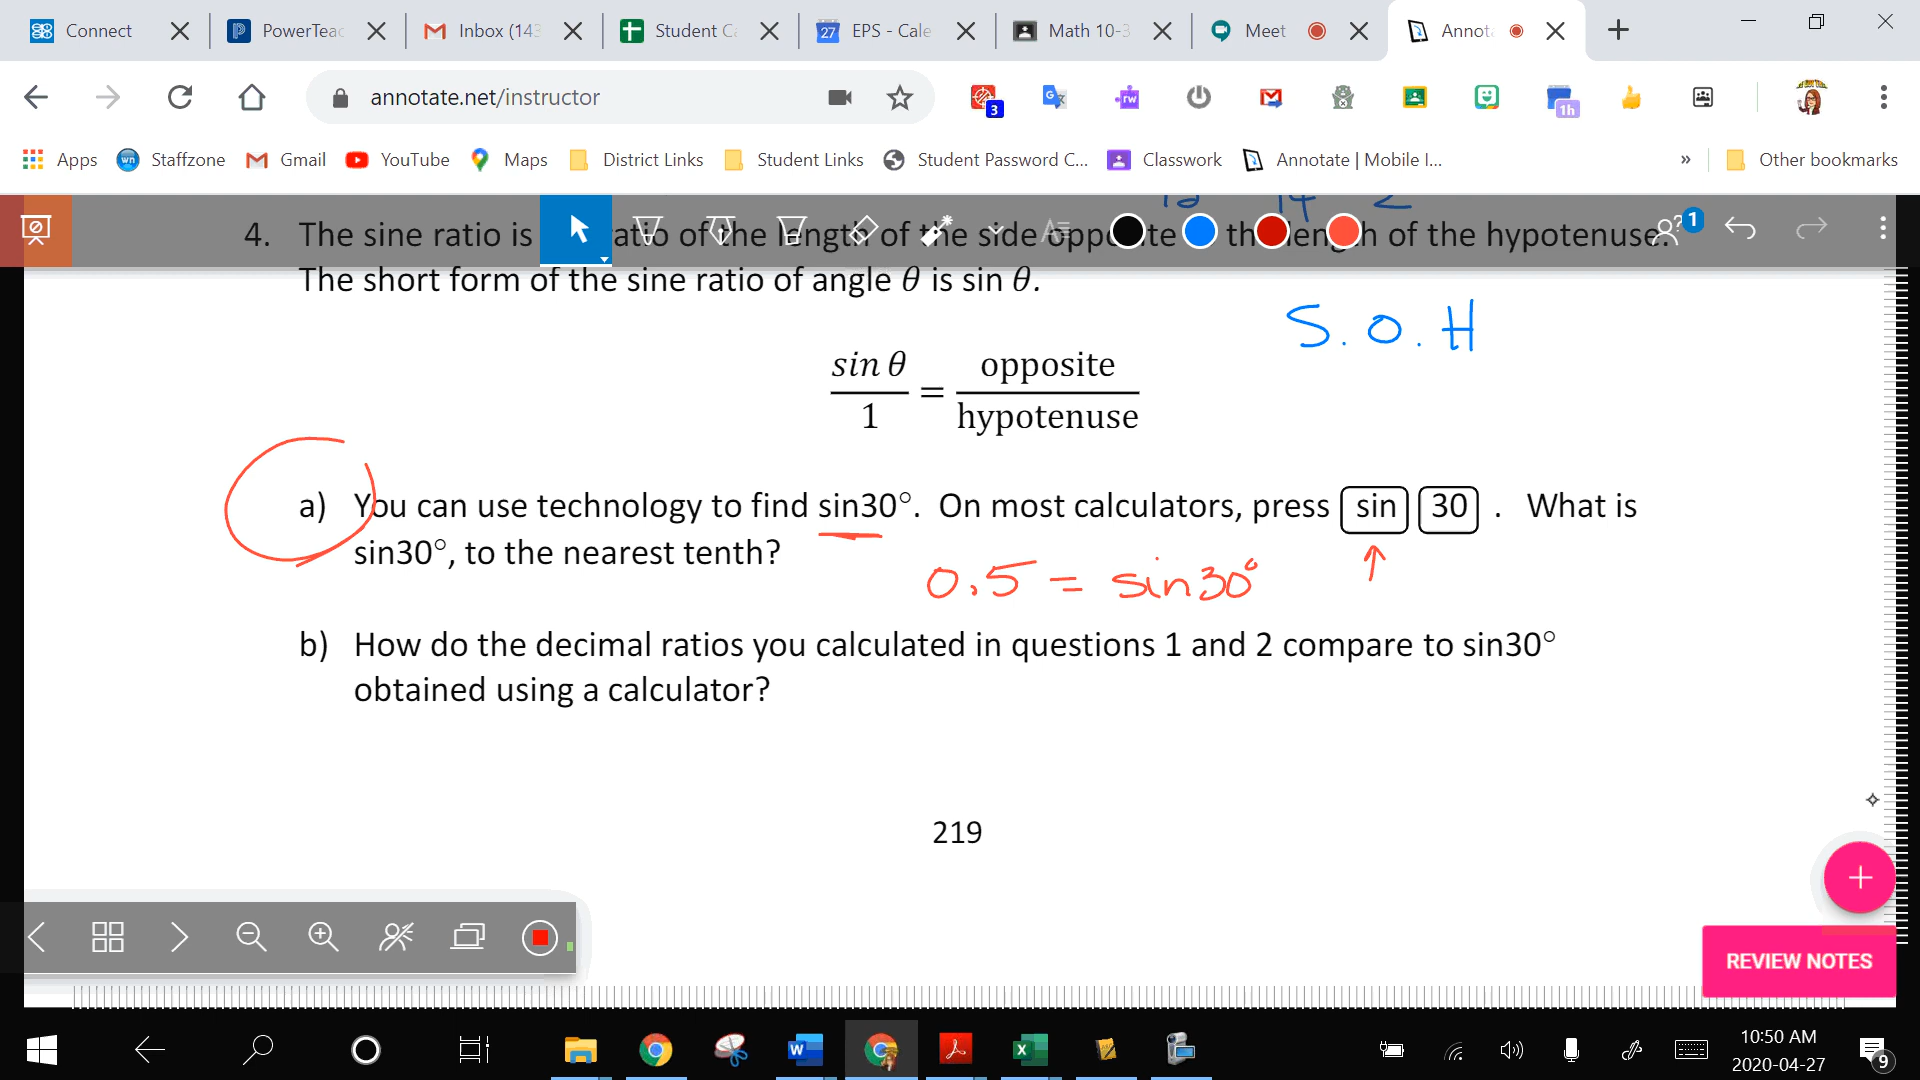 Connect PowerTeac Inbox (143 Student Ca EPS - Cale Math 10-3 Meet Annot
annotate.net/instructor 3 1h
Apps Staffzone Gmail YouTube Maps District Links Student Links Student Password C... Classwork Annotate | Mobile I... » Other bookmarks
4. The sine ratio is atio of the length of the side opposite the length of the hypotenuse. 1
The short form of the sine ratio of angle θ is sin θ.
S. O. H
sin θ / 1 = opposite / hypotenuse
a) You can use technology to find sin30°. On most calculators, press sin 30 . What is
sin30°, to the nearest tenth?
0.5 = sin30°
b) How do the decimal ratios you calculated in questions 1 and 2 compare to sin30°
obtained using a calculator?
219
REVIEW NOTES
10:50 AM
2020-04-27
9